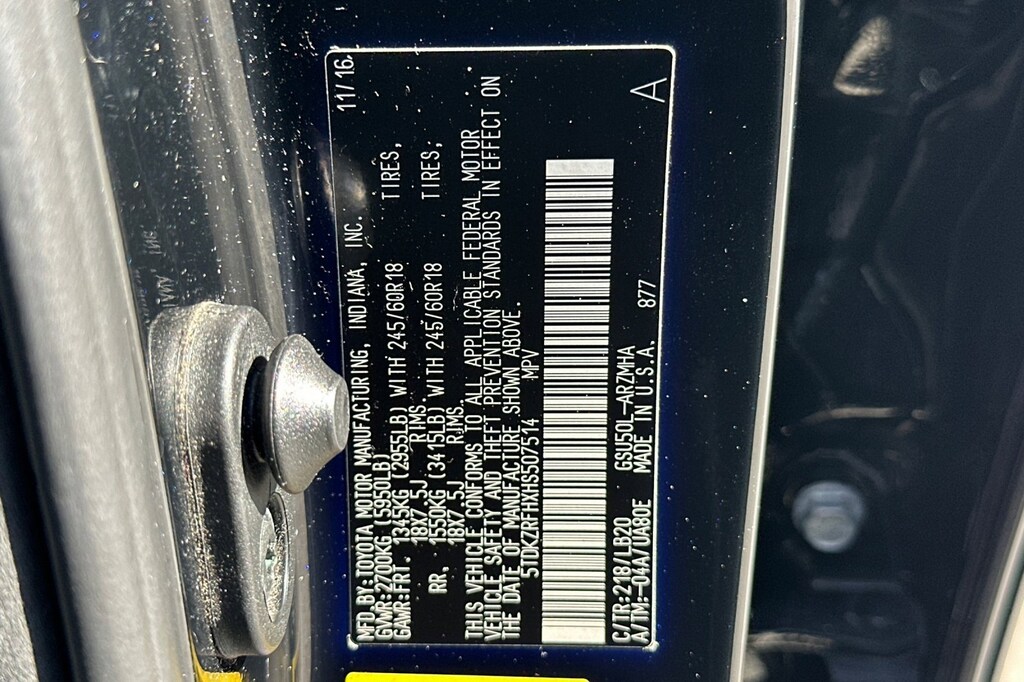 MFD BY:TOYOTA MOTOR MANUFACTURING, INDIANA, INC. 11/16
GVWR:2700KG (5950LB)
GAWR:FRT. 1345KG (2955LB) WITH 245/60R18 TIRES,
18X7.5J RIMS
RR. 1550KG (3415LB) WITH 245/60R18 TIRES,
18X7.5J RIMS
THIS VEHICLE CONFORMS TO ALL APPLICABLE FEDERAL MOTOR
VEHICLE SAFETY AND THEFT PREVENTION STANDARDS IN EFFECT ON
THE DATE OF MANUFACTURE SHOWN ABOVE.
5TDKZRFHXHS507514 MPV
C/TR:218/LB20 GSU50L-ARZMHA
A/TM:-04A/UA80E MADE IN U.S.A. 877
A